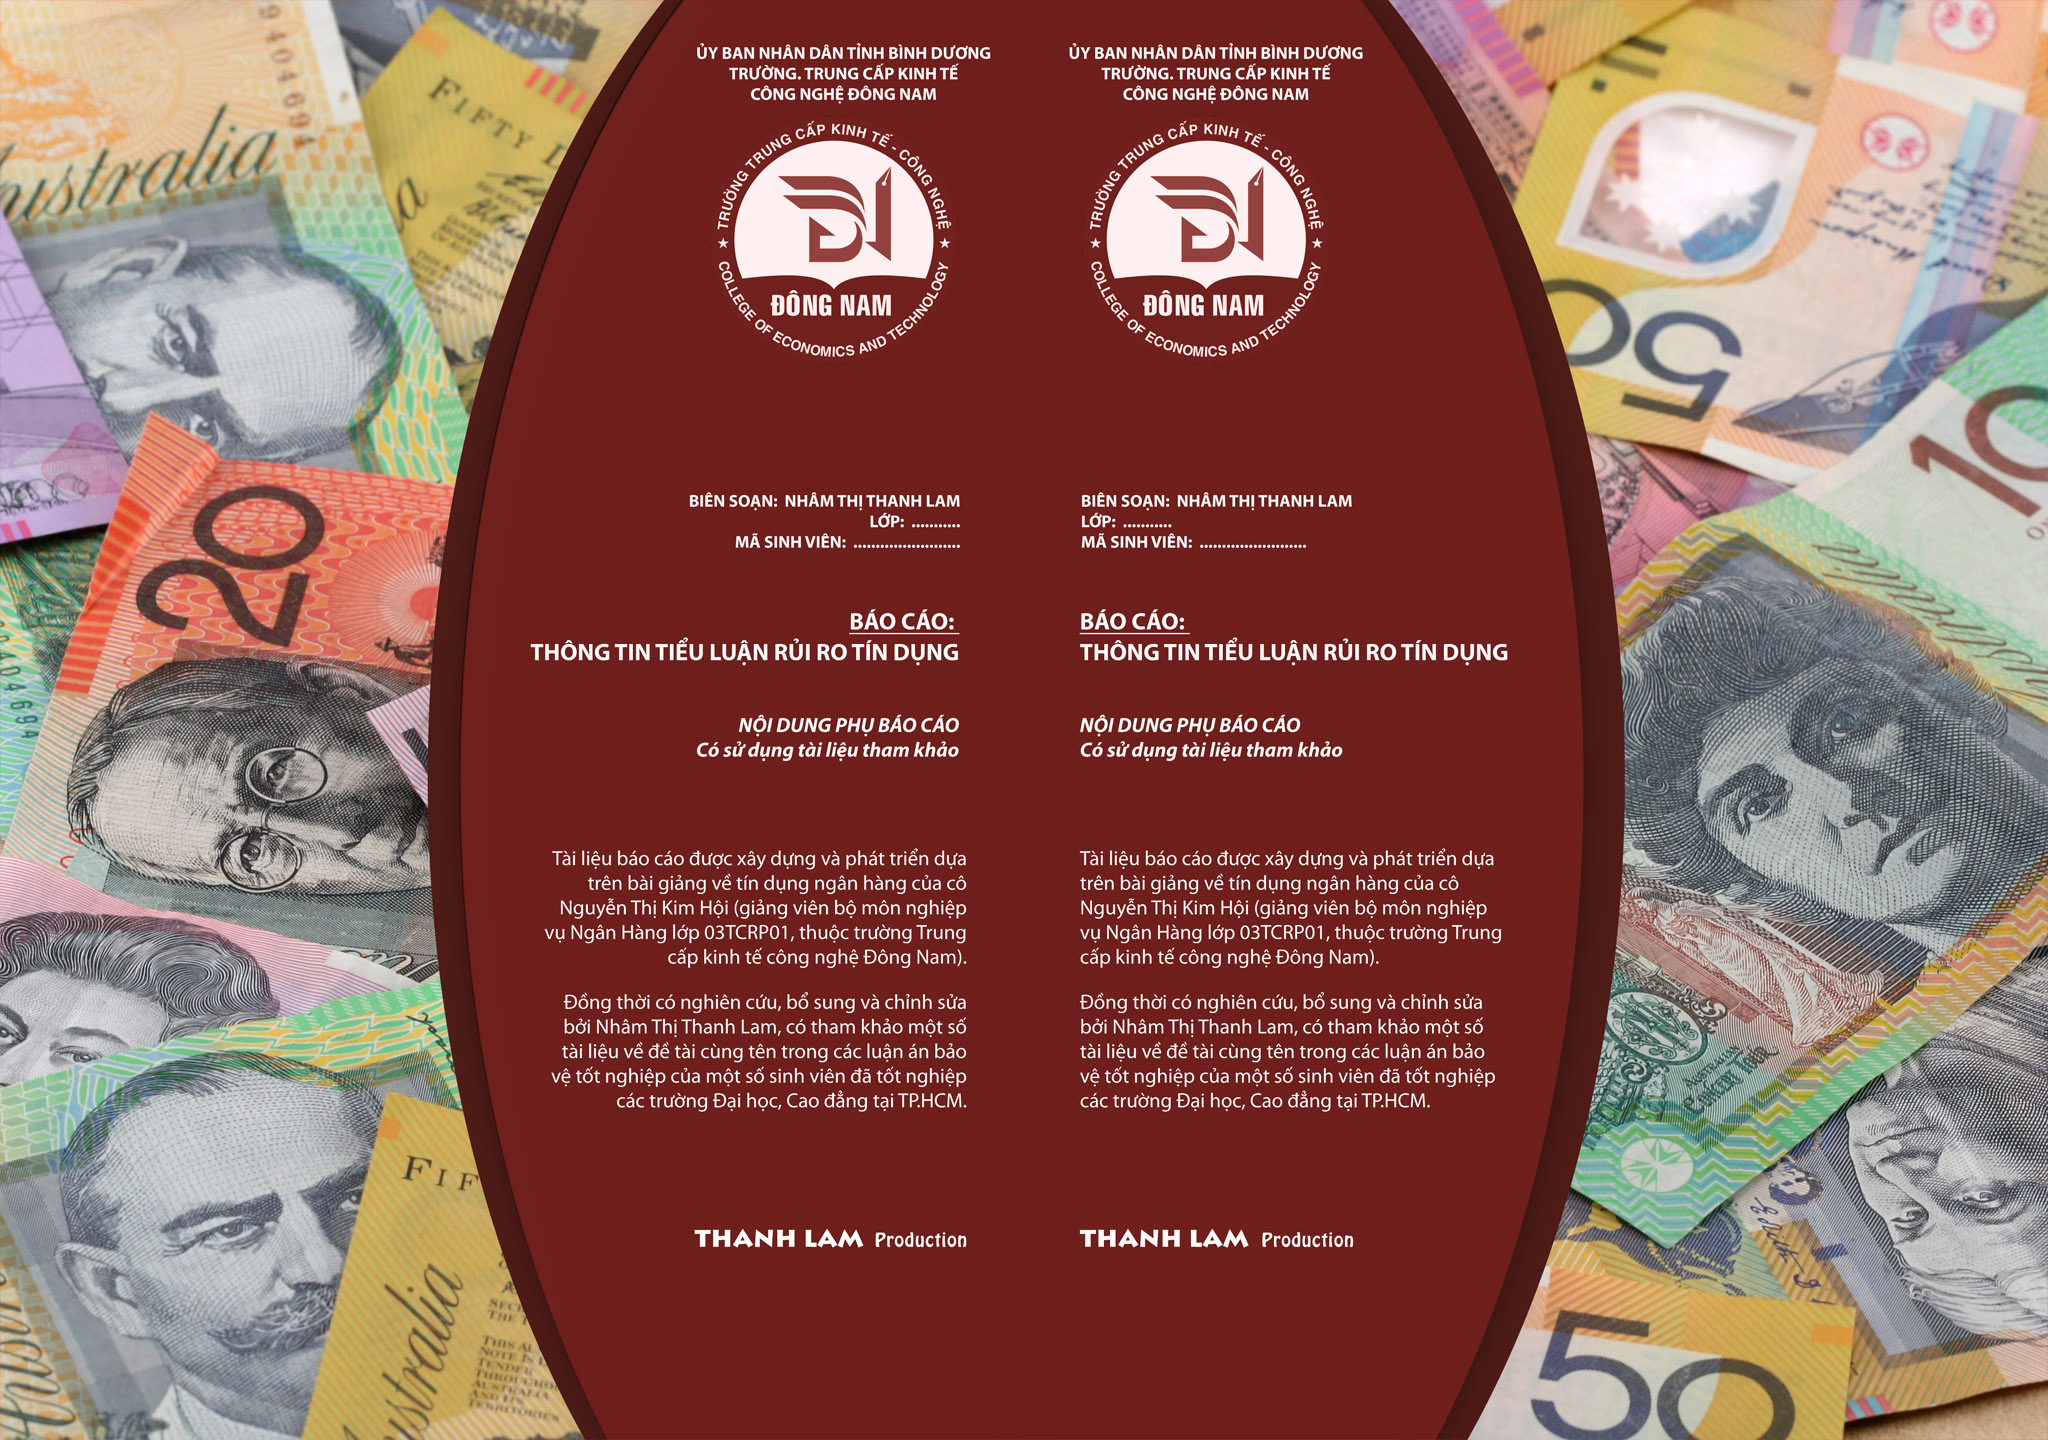 ỦY BAN NHÂN DÂN TỈNH BÌNH DƯƠNG
TRƯỜNG. TRUNG CẤP KINH TẾ
CÔNG NGHỆ ĐÔNG NAM
TRƯỜNG TRUNG CẤP KINH TẾ - CÔNG NGHỆ
ĐÔNG NAM
★ COLLEGE OF ECONOMICS AND TECHNOLOGY ★
BIÊN SOẠN: NHÂM THỊ THANH LAM
LỚP: ...........
MÃ SINH VIÊN: ........................
BÁO CÁO:
THÔNG TIN TIỂU LUẬN RỦI RO TÍN DỤNG
NỘI DUNG PHỤ BÁO CÁO
Có sử dụng tài liệu tham khảo
Tài liệu báo cáo được xây dựng và phát triển dựa
trên bài giảng về tín dụng ngân hàng của cô
Nguyễn Thị Kim Hội (giảng viên bộ môn nghiệp
vụ Ngân Hàng lớp 03TCRP01, thuộc trường Trung
cấp kinh tế công nghệ Đông Nam).
Đồng thời có nghiên cứu, bổ sung và chỉnh sửa
bởi Nhâm Thị Thanh Lam, có tham khảo một số
tài liệu về đề tài cùng tên trong các luận án bảo
vệ tốt nghiệp của một số sinh viên đã tốt nghiệp
các trường Đại học, Cao đẳng tại TP.HCM.
THANH LAM Production
ỦY BAN NHÂN DÂN TỈNH BÌNH DƯƠNG
TRƯỜNG. TRUNG CẤP KINH TẾ
CÔNG NGHỆ ĐÔNG NAM
TRƯỜNG TRUNG CẤP KINH TẾ - CÔNG NGHỆ
ĐÔNG NAM
★ COLLEGE OF ECONOMICS AND TECHNOLOGY ★
BIÊN SOẠN: NHÂM THỊ THANH LAM
LỚP: ...........
MÃ SINH VIÊN: ........................
BÁO CÁO:
THÔNG TIN TIỂU LUẬN RỦI RO TÍN DỤNG
NỘI DUNG PHỤ BÁO CÁO
Có sử dụng tài liệu tham khảo
Tài liệu báo cáo được xây dựng và phát triển dựa
trên bài giảng về tín dụng ngân hàng của cô
Nguyễn Thị Kim Hội (giảng viên bộ môn nghiệp
vụ Ngân Hàng lớp 03TCRP01, thuộc trường Trung
cấp kinh tế công nghệ Đông Nam).
Đồng thời có nghiên cứu, bổ sung và chỉnh sửa
bởi Nhâm Thị Thanh Lam, có tham khảo một số
tài liệu về đề tài cùng tên trong các luận án bảo
vệ tốt nghiệp của một số sinh viên đã tốt nghiệp
các trường Đại học, Cao đẳng tại TP.HCM.
THANH LAM Production
Australia
FIFTY
20
50
10
50